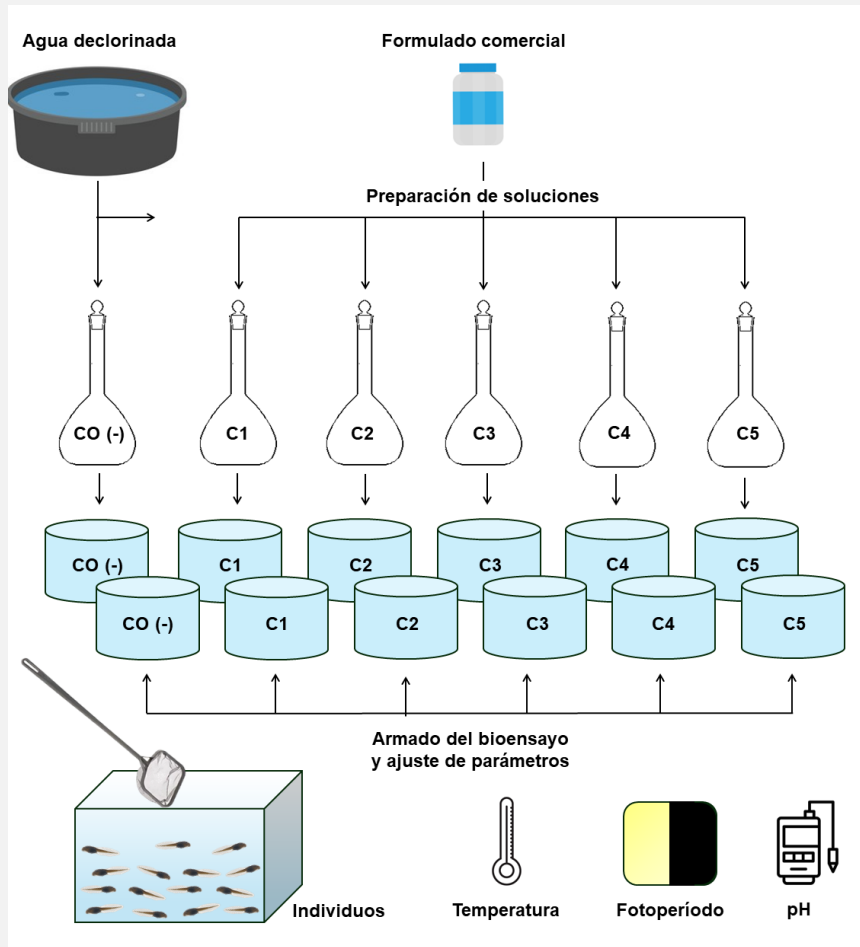 Agua declorinada
Formulado comercial
Preparación de soluciones
CO (-)
C1
C2
C3
C4
C5
CO (-)
C1
C2
C3
C4
C5
CO (-)
C1
C2
C3
C4
C5
Armado del bioensayo
y ajuste de parámetros
Individuos
Temperatura
Fotoperíodo
pH